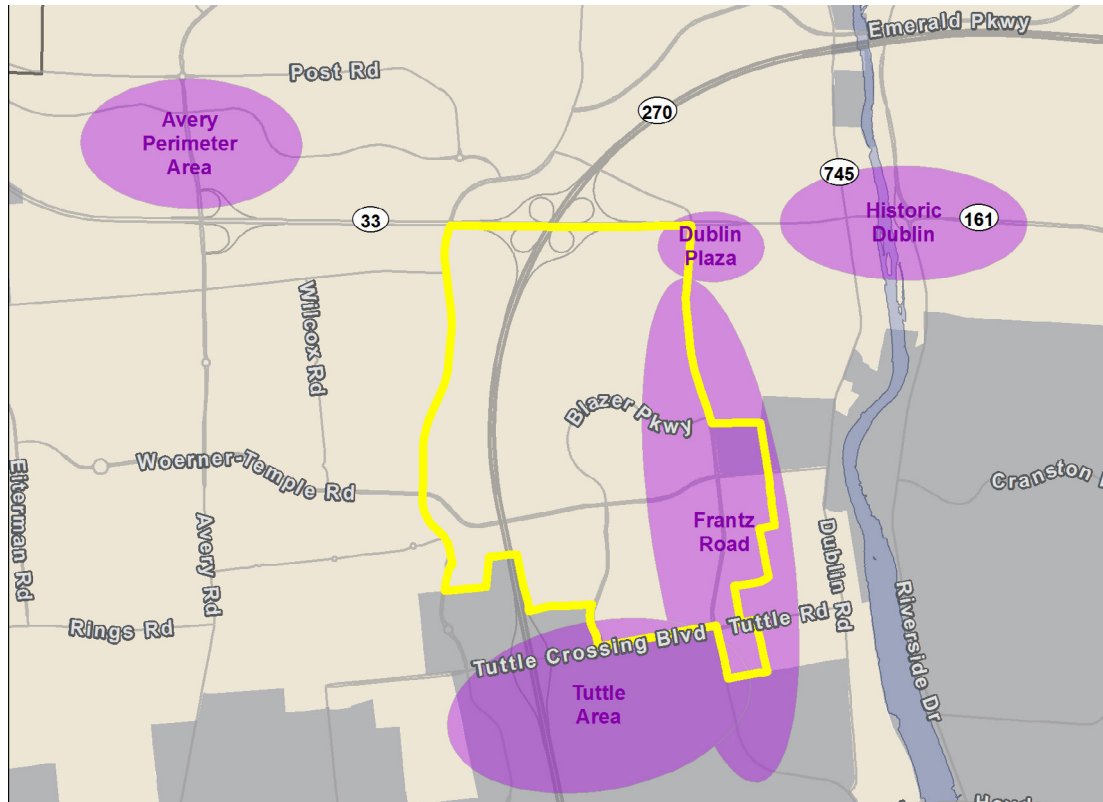 Emerald Pkwy
Post Rd
270
Avery
Perimeter
Area
745
33
Historic
Dublin
161
Dublin
Plaza
Wilcox Rd
Blazer Pkwy
Woerner-Temple Rd
Eiterman Rd
Avery Rd
Cranston
Frantz
Road
Dublin Rd
Riverside Dr
Rings Rd
Tuttle Rd
Tuttle Crossing Blvd
Tuttle
Area